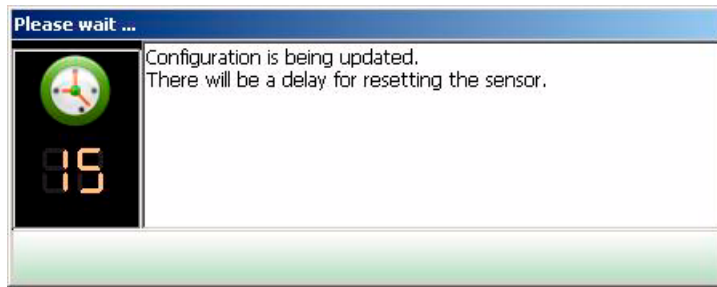 Please wait ...
Configuration is being updated.
There will be a delay for resetting the sensor.
15